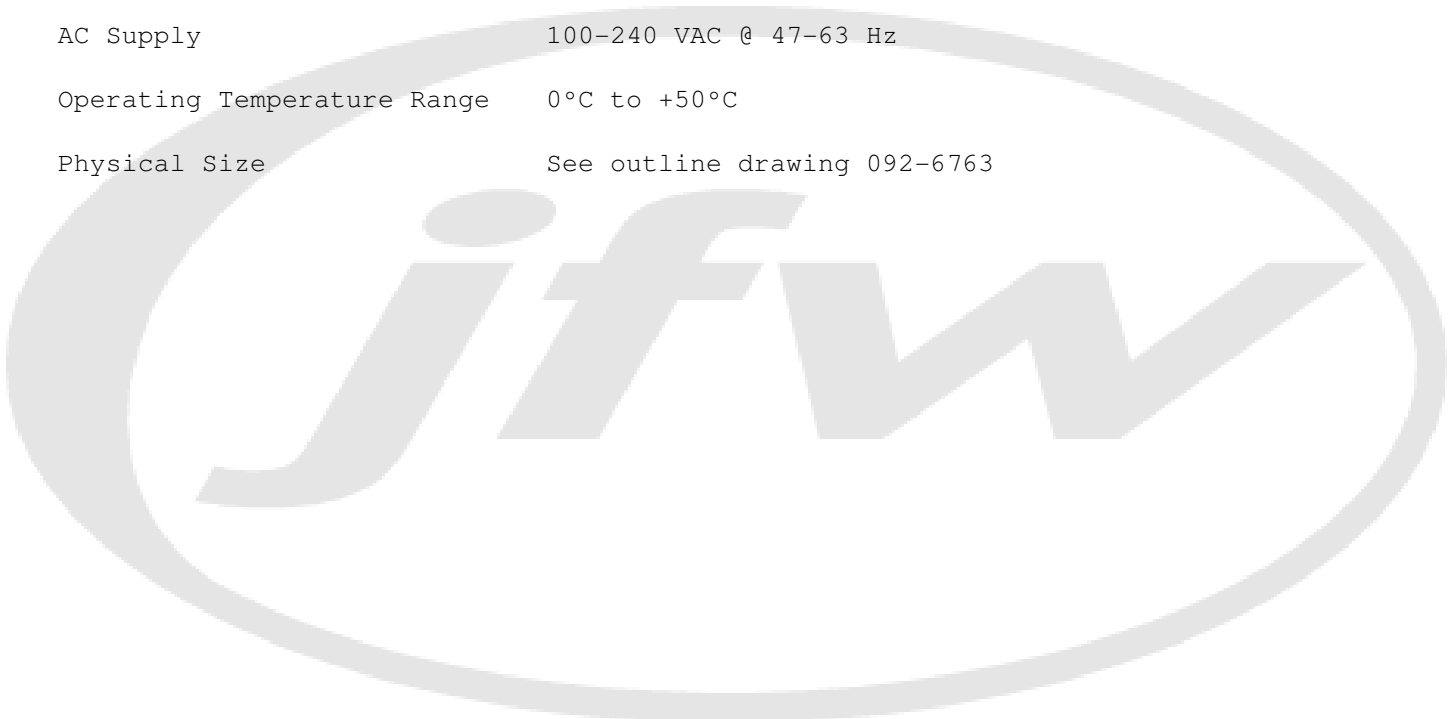 AC Supply 100-240 VAC @ 47-63 Hz
Operating Temperature Range 0°C to +50°C
Physical Size See outline drawing 092-6763
jfw